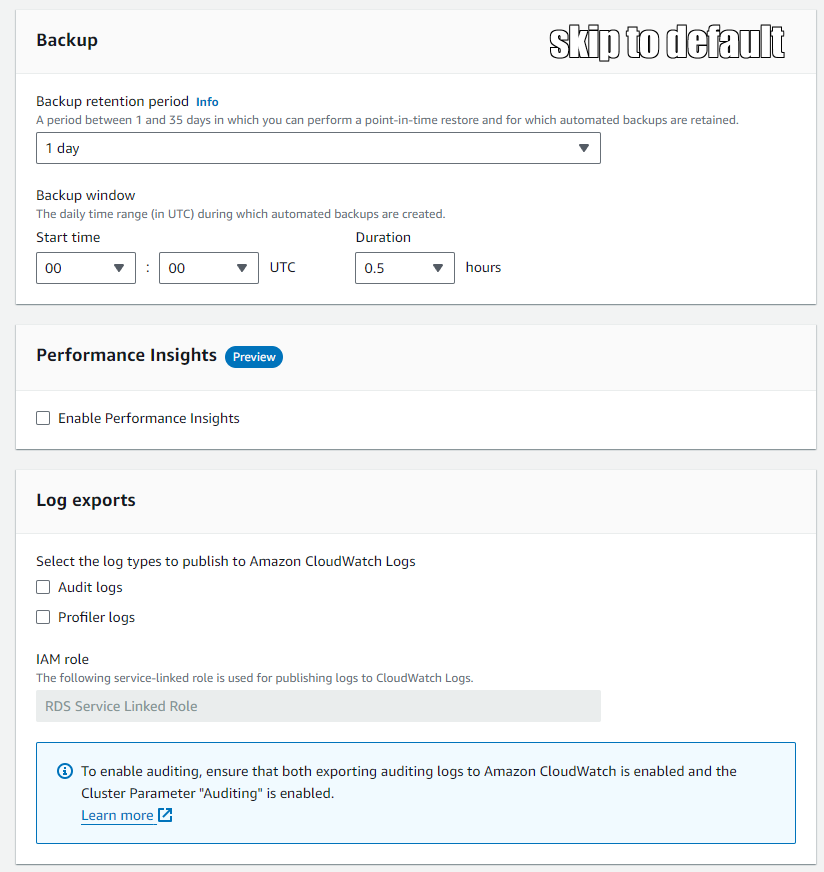 Backup
skip to default
Backup retention period Info
A period between 1 and 35 days in which you can perform a point-in-time restore and for which automated backups are retained.
1 day
Backup window
The daily time range (in UTC) during which automated backups are created.
Start time Duration
00 : 00 UTC 0.5 hours
Performance Insights Preview
Enable Performance Insights
Log exports
Select the log types to publish to Amazon CloudWatch Logs
Audit logs
Profiler logs
IAM role
The following service-linked role is used for publishing logs to CloudWatch Logs.
RDS Service Linked Role
To enable auditing, ensure that both exporting auditing logs to Amazon CloudWatch is enabled and the
Cluster Parameter "Auditing" is enabled.
Learn more